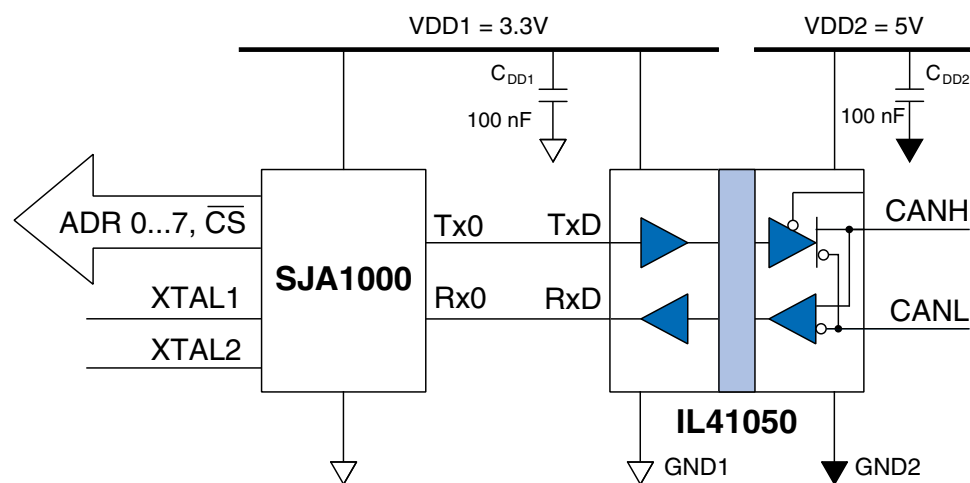 VDD1 = 3.3V
VDD2 = 5V
CDD1
100 nF
CDD2
100 nF
ADR 0...7, C̅S̅
Tx0
TxD
CANH
SJA1000
XTAL1
Rx0
RxD
CANL
XTAL2
IL41050
GND1
GND2